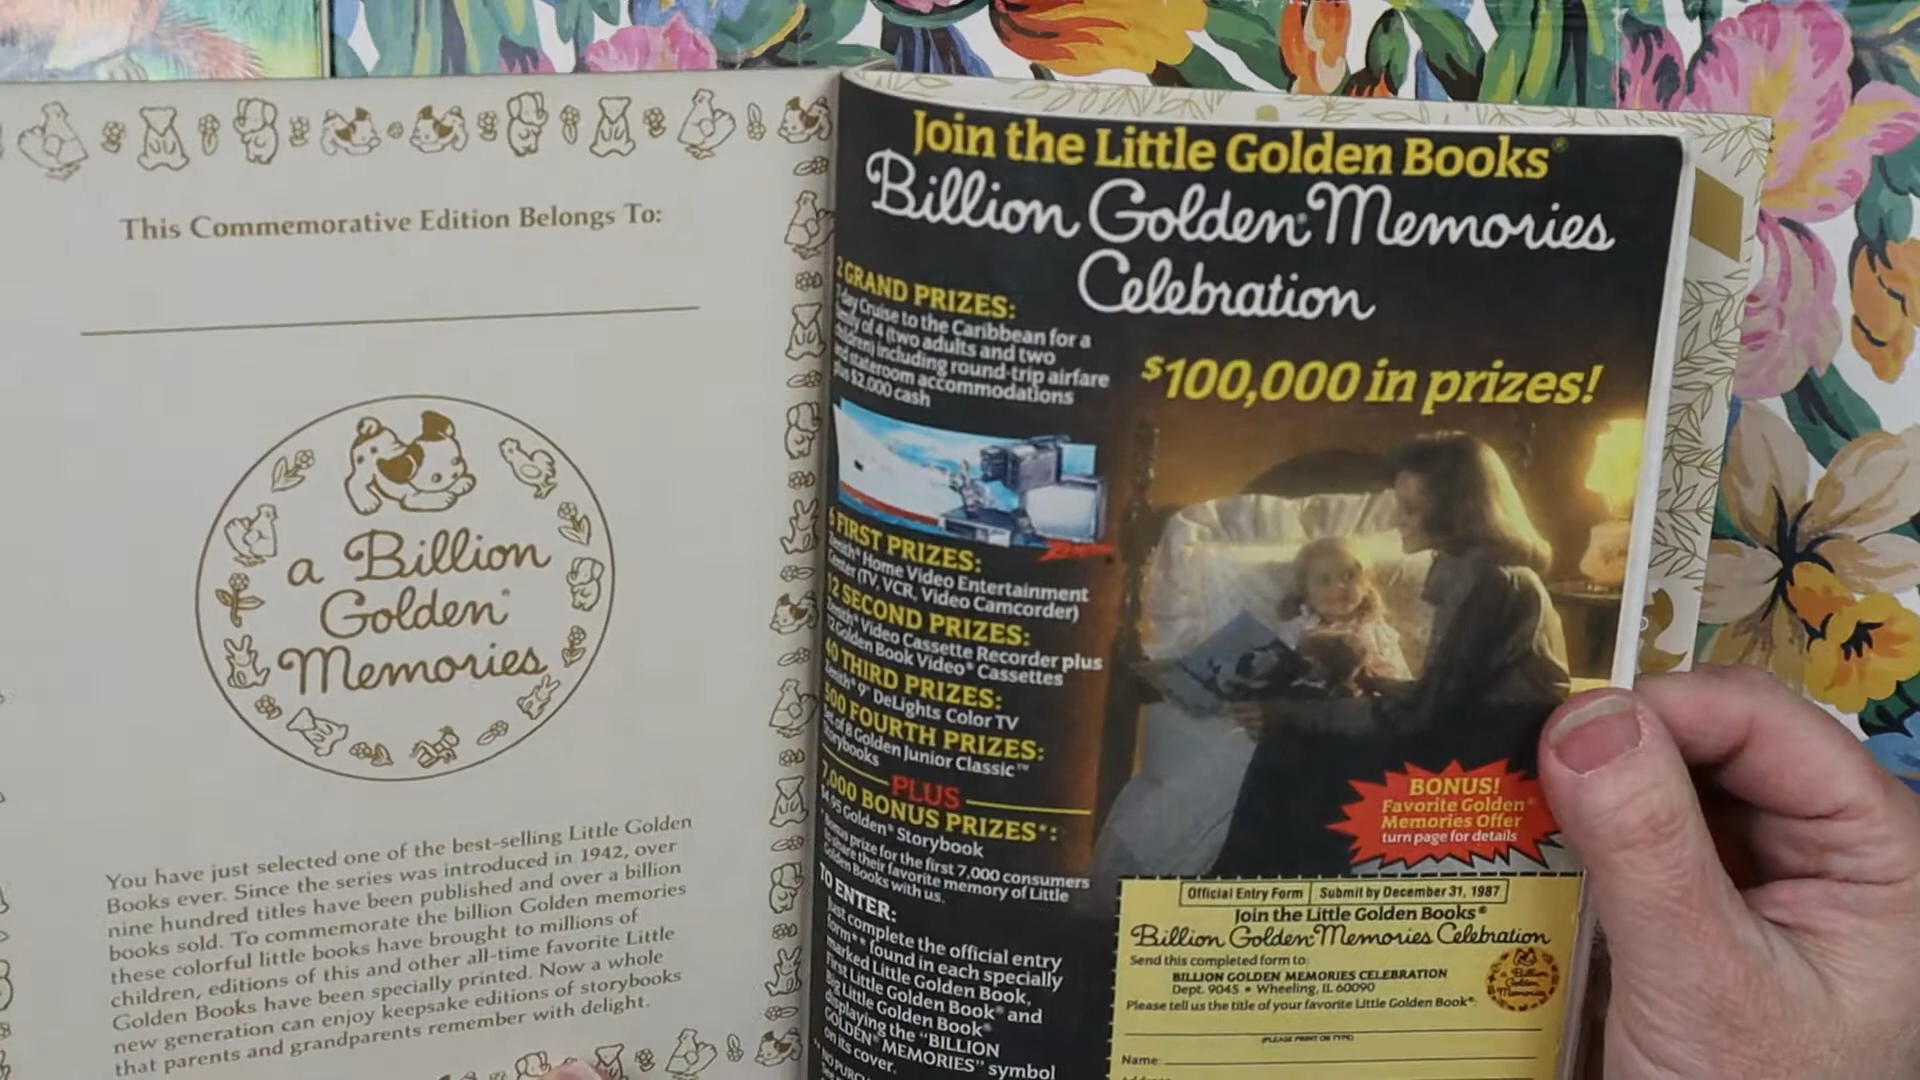 This Commemorative Edition Belongs To:
a Billion
Golden®
Memories
You have just selected one of the best-selling Little Golden
Books ever. Since the series was introduced in 1942, over
nine hundred titles have been published and over a billion
books sold. To commemorate the billion Golden memories
these colorful little books have brought to millions of
children, editions of this and other all-time favorite Little
Golden Books have been specially printed. Now a whole
new generation can enjoy keepsake editions of storybooks
that parents and grandparents remember with delight.
Join the Little Golden Books®
Billion Golden® Memories
Celebration
$100,000 in prizes!
2 GRAND PRIZES:
7-day Cruise to the Caribbean for a
family of 4 (two adults and two
children) including round-trip airfare
and stateroom accommodations
plus $2,000 cash
ZENITH
6 FIRST PRIZES:
Zenith® Home Video Entertainment
Center (TV, VCR, Video Camcorder)
12 SECOND PRIZES:
Zenith® Video Cassette Recorder plus
12 Golden Book Video® Cassettes
40 THIRD PRIZES:
Zenith® 9" DeLights Color TV
500 FOURTH PRIZES:
Set of 8 Golden Junior Classic™
Storybooks
PLUS
7,000 BONUS PRIZES*:
$4.95 Golden® Storybook
*Bonus prize for the first 7,000 consumers
to share their favorite memory of Little
Golden Books with us.
TO ENTER:
Just complete the official entry
form** found in each specially
marked Little Golden Book,
First Little Golden Book® and
Big Little Golden Book®
displaying the "BILLION
GOLDEN® MEMORIES" symbol
on its cover.
BONUS!
Favorite Golden®
Memories Offer
turn page for details
Official Entry Form
Submit by December 31, 1987
Join the Little Golden Books®
Billion Golden® Memories Celebration
Send this completed form to:
BILLION GOLDEN MEMORIES CELEBRATION
Dept. 9045 • Wheeling, IL 60090
Please tell us the title of your favorite Little Golden Book®:
(PLEASE PRINT OR TYPE)
Name:
a Billion
Golden
Memories